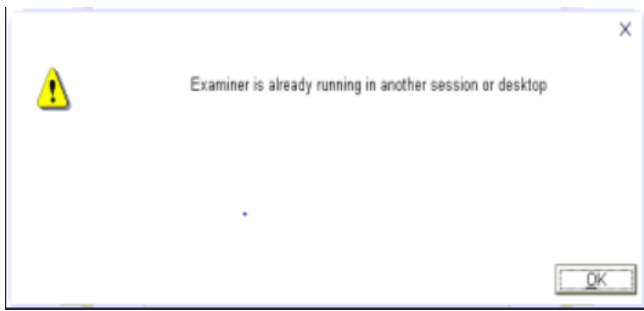 X
Examiner is already running in another session or desktop
OK